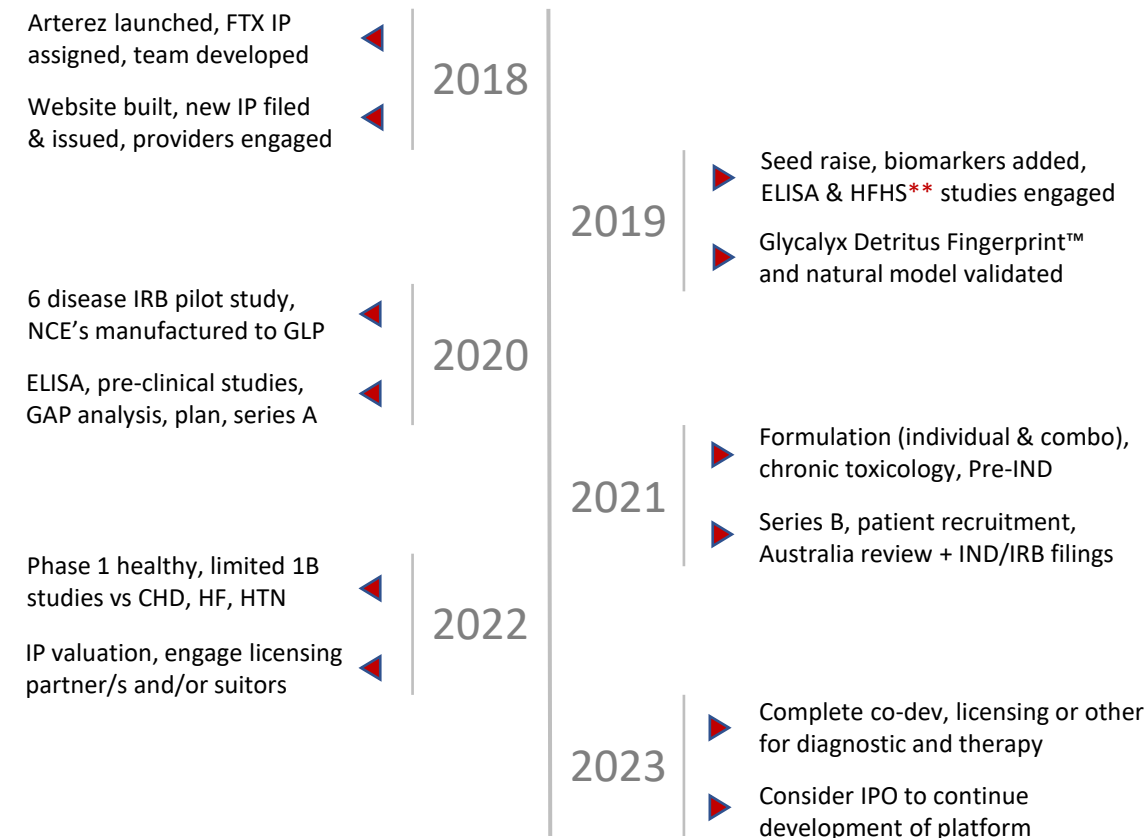 Arterez launched, FTX IP
assigned, team developed
2018
Website built, new IP filed
& issued, providers engaged
Seed raise, biomarkers added,
ELISA & HFHS** studies engaged
2019
Glycalyx Detritus Fingerprint™
and natural model validated
6 disease IRB pilot study,
NCE’s manufactured to GLP
2020
ELISA, pre-clinical studies,
GAP analysis, plan, series A
Formulation (individual & combo),
chronic toxicology, Pre-IND
2021
Series B, patient recruitment,
Australia review + IND/IRB filings
Phase 1 healthy, limited 1B
studies vs CHD, HF, HTN
2022
IP valuation, engage licensing
partner/s and/or suitors
Complete co-dev, licensing or other
for diagnostic and therapy
2023
Consider IPO to continue
development of platform